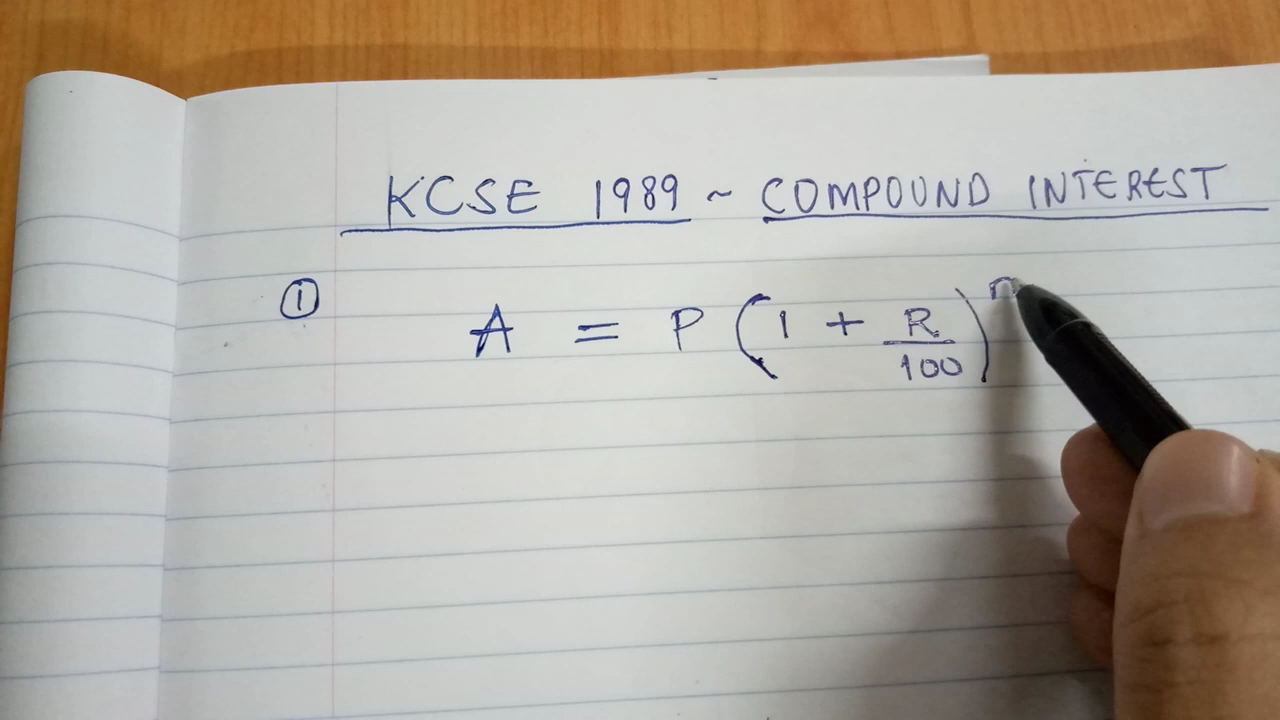 KCSE 1989 ~ COMPOUND INTEREST
① A = P (1 + R/100)^n